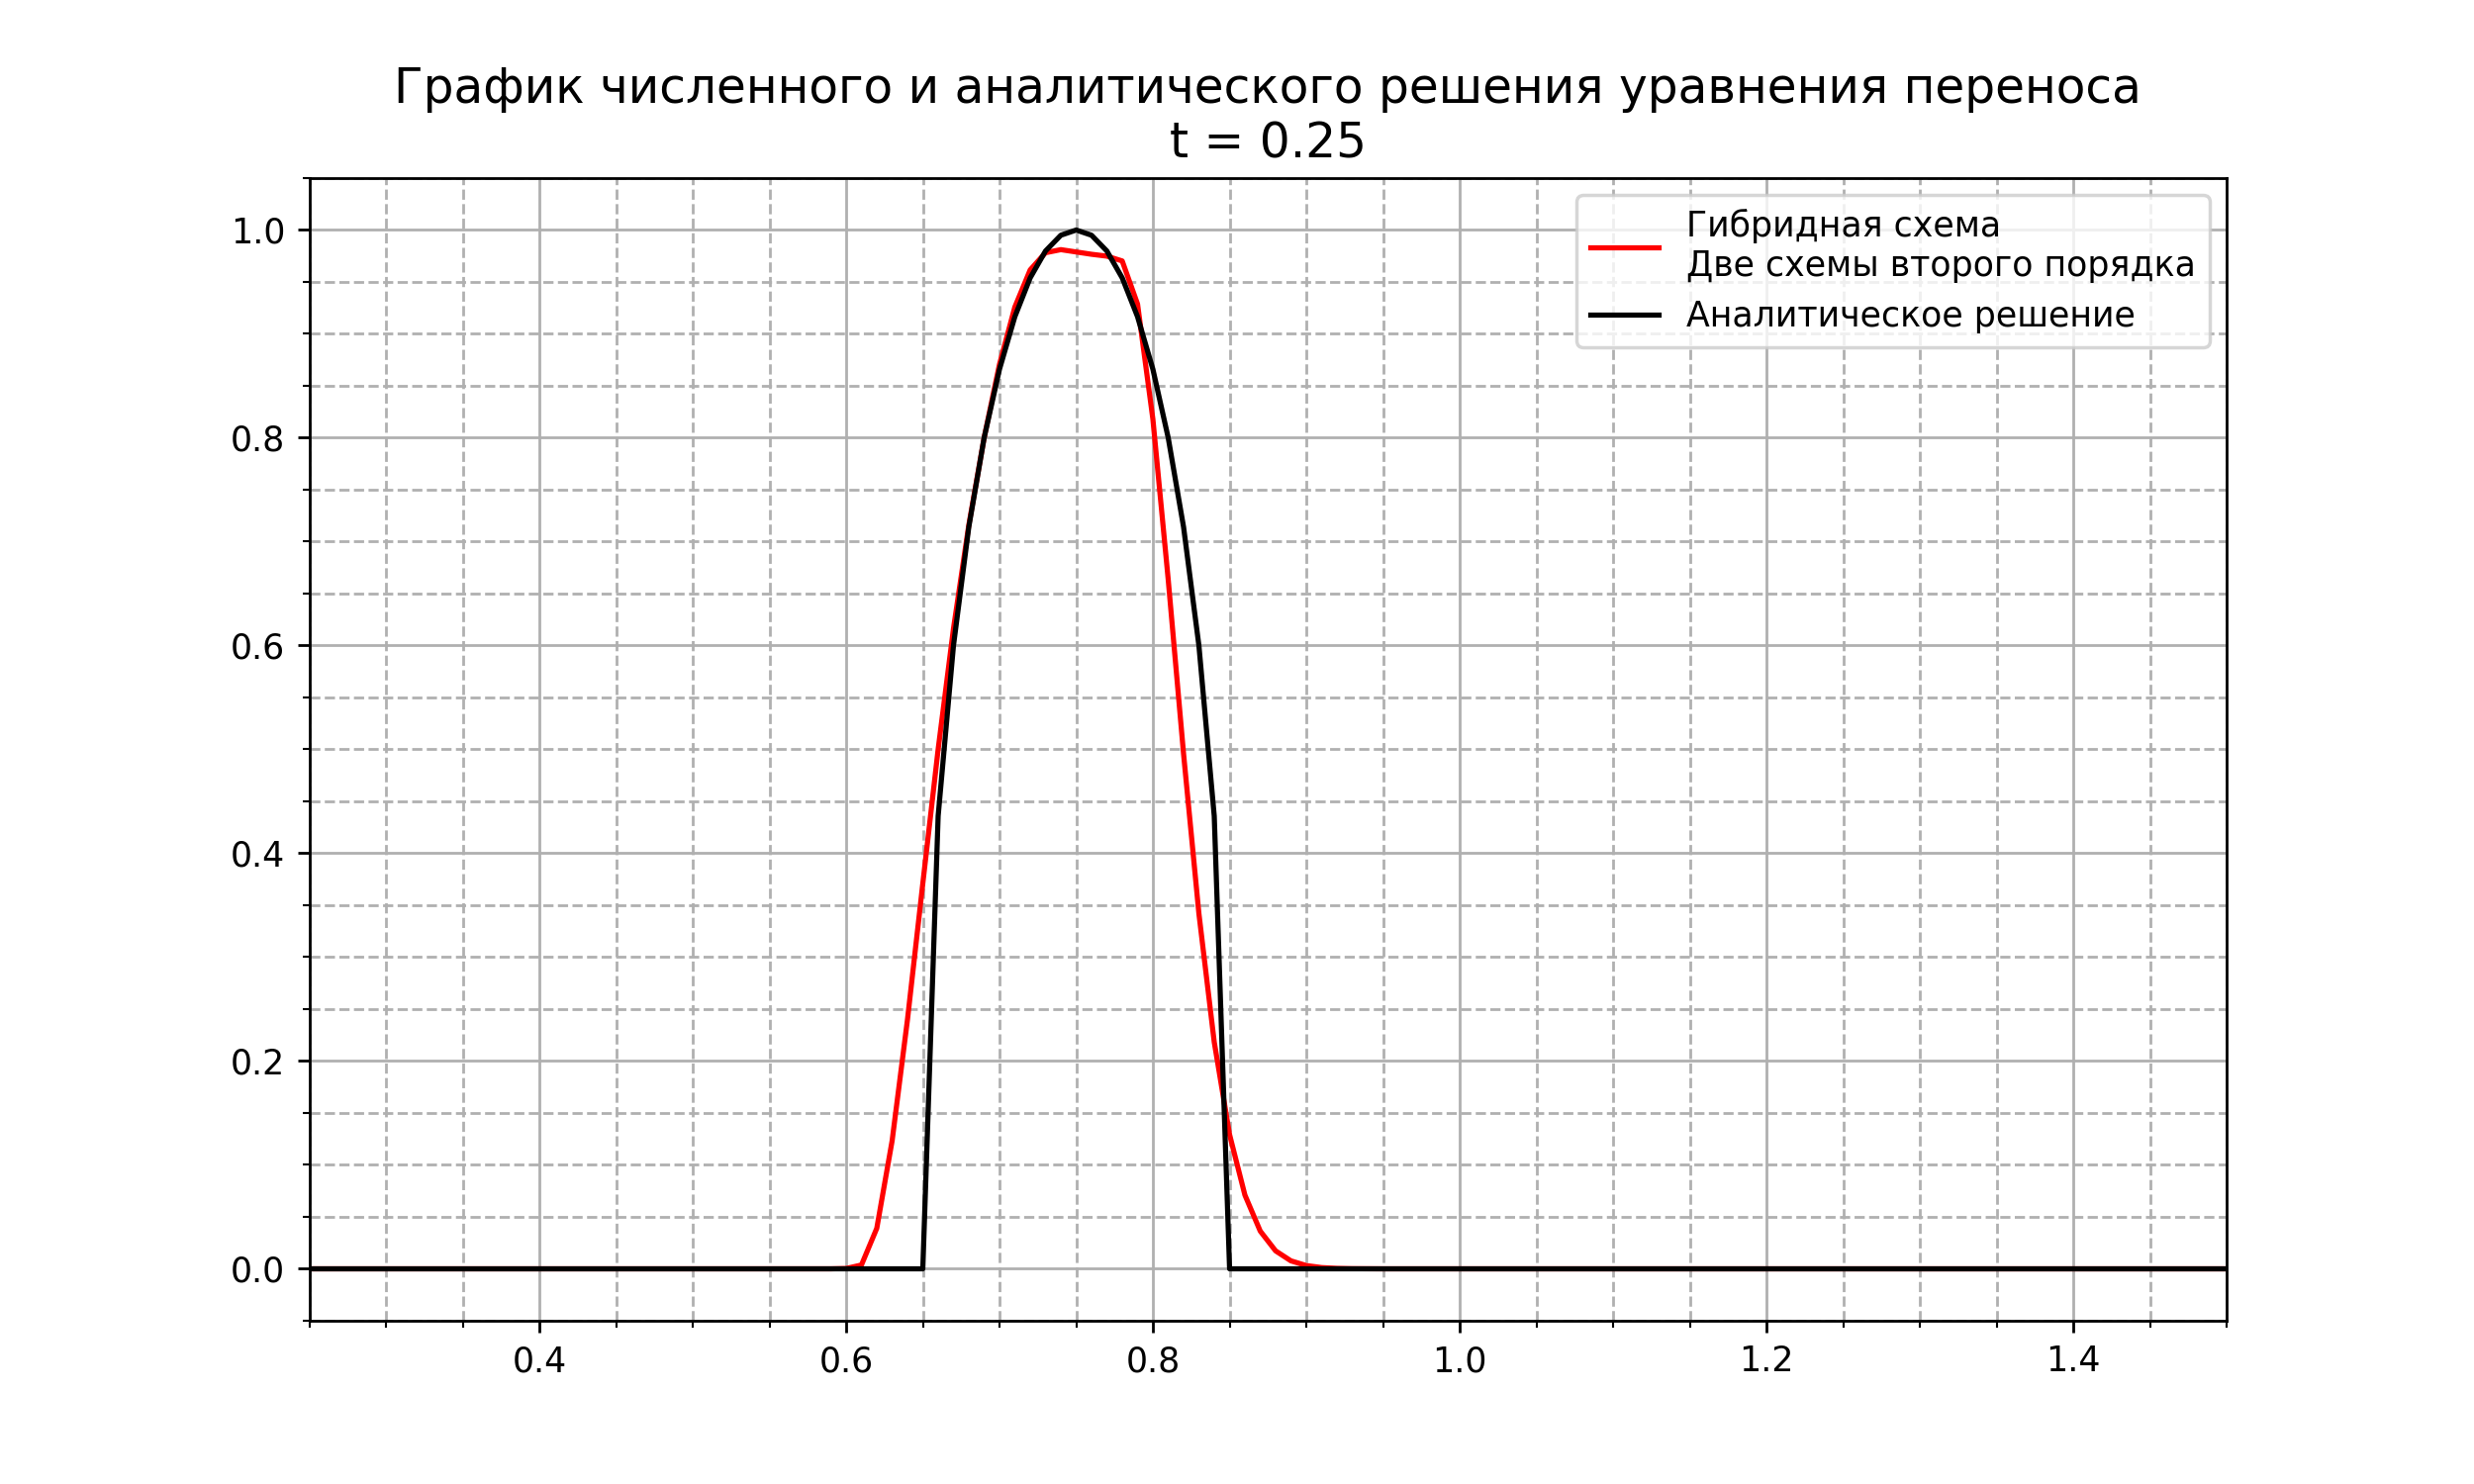 График численного и аналитического решения уравнения переноса
t = 0.25
Гибридная схема
Две схемы второго порядка
Аналитическое решение
1.0
0.8
0.6
0.4
0.2
0.0
0.4 0.6 0.8 1.0 1.2 1.4